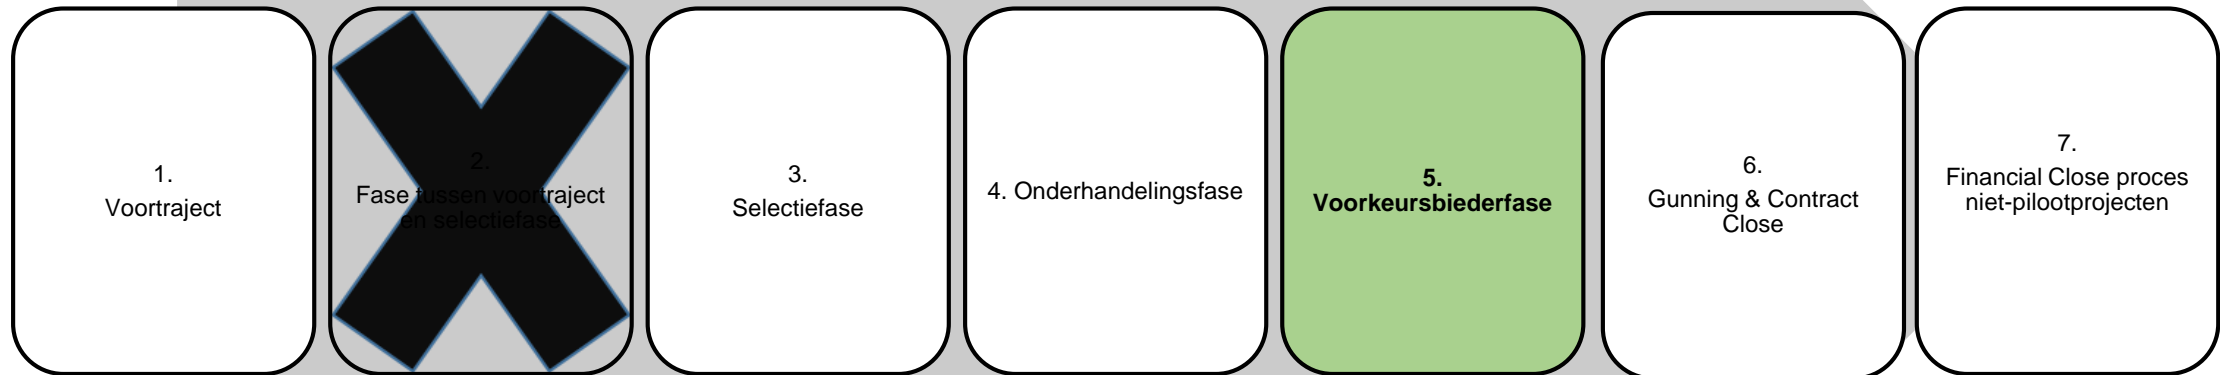 1.
Voortraject
2.
Fase tussen voortraject
en selectiefase
3.
Selectiefase
4. Onderhandelingsfase
5.
Voorkeursbiederfase
6.
Gunning & Contract
Close
7.
Financial Close proces
niet-pilootprojecten